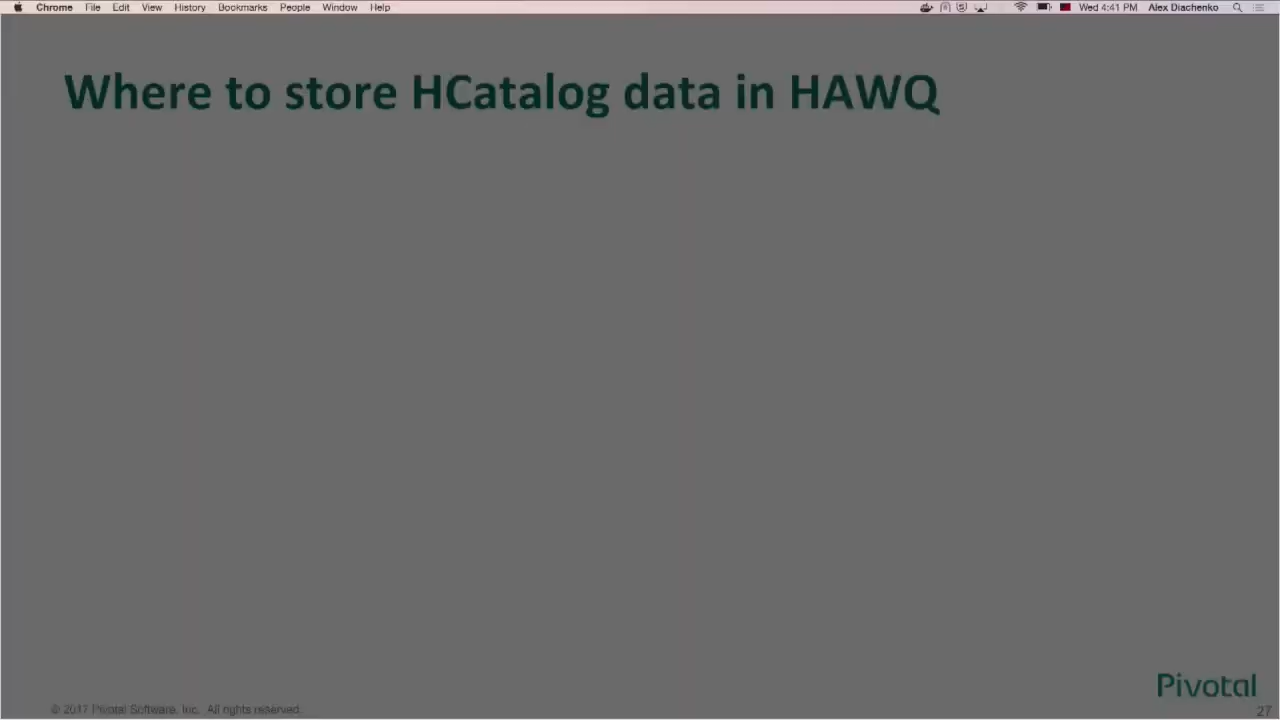 Chrome File Edit View History Bookmarks People Window Help Wed 4:41 PM Alex Diachenko
Where to store HCatalog data in HAWQ
Pivotal
© 2017 Pivotal Software, Inc. All rights reserved.
27